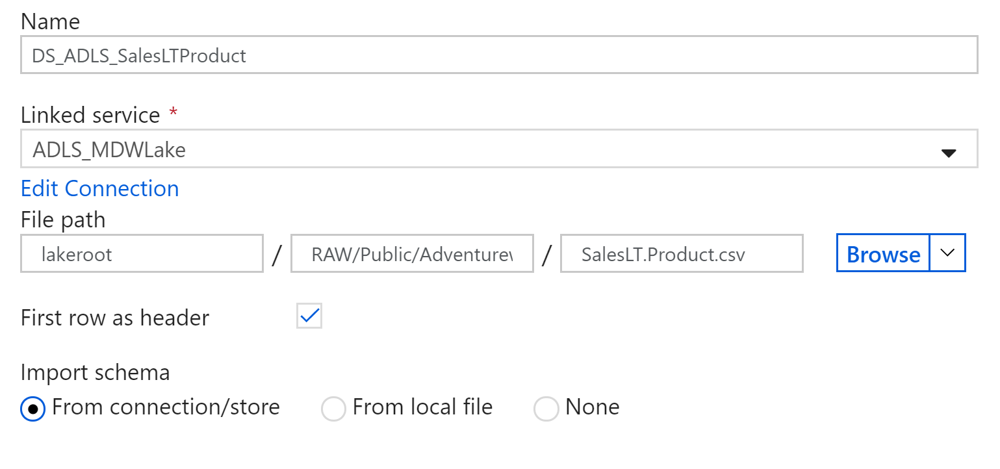 Name
DS_ADLS_SalesLTProduct
Linked service *
ADLS_MDWLake
Edit Connection
File path
lakeroot / RAW/Public/Adventurew / SalesLT.Product.csv Browse
First row as header
Import schema
From connection/store From local file None